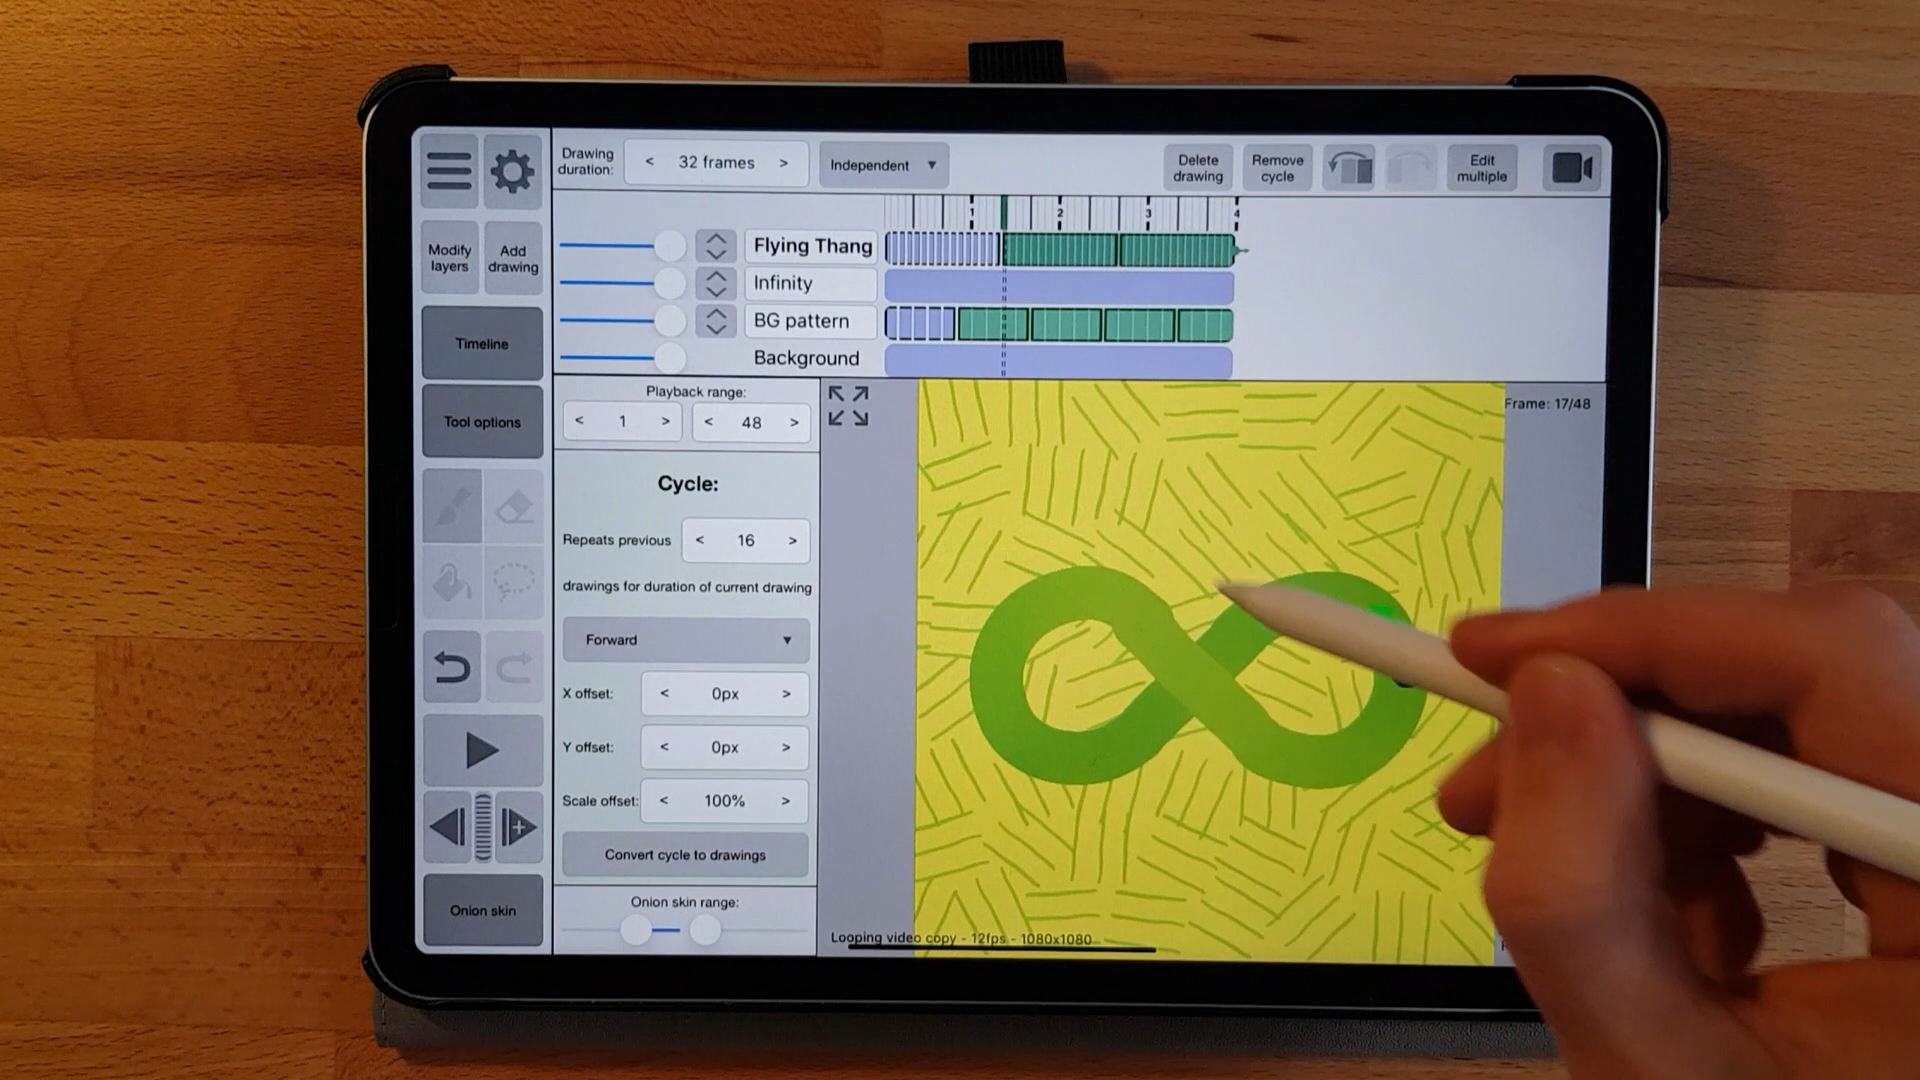 Drawing
duration:
< 32 frames >
Independent
Delete
drawing
Remove
cycle
Edit
multiple
1 2 3 4
Modify
layers
Add
drawing
Flying Thang
Infinity
BG pattern
Background
Timeline
Tool options
Playback range:
< 1 > < 48 >
Frame: 17/48
Cycle:
Repeats previous < 16 >
drawings for duration of current drawing
Forward
X offset: < 0px >
Y offset: < 0px >
Scale offset: < 100% >
Convert cycle to drawings
Onion skin
Onion skin range:
Looping video copy - 12fps - 1080x1080